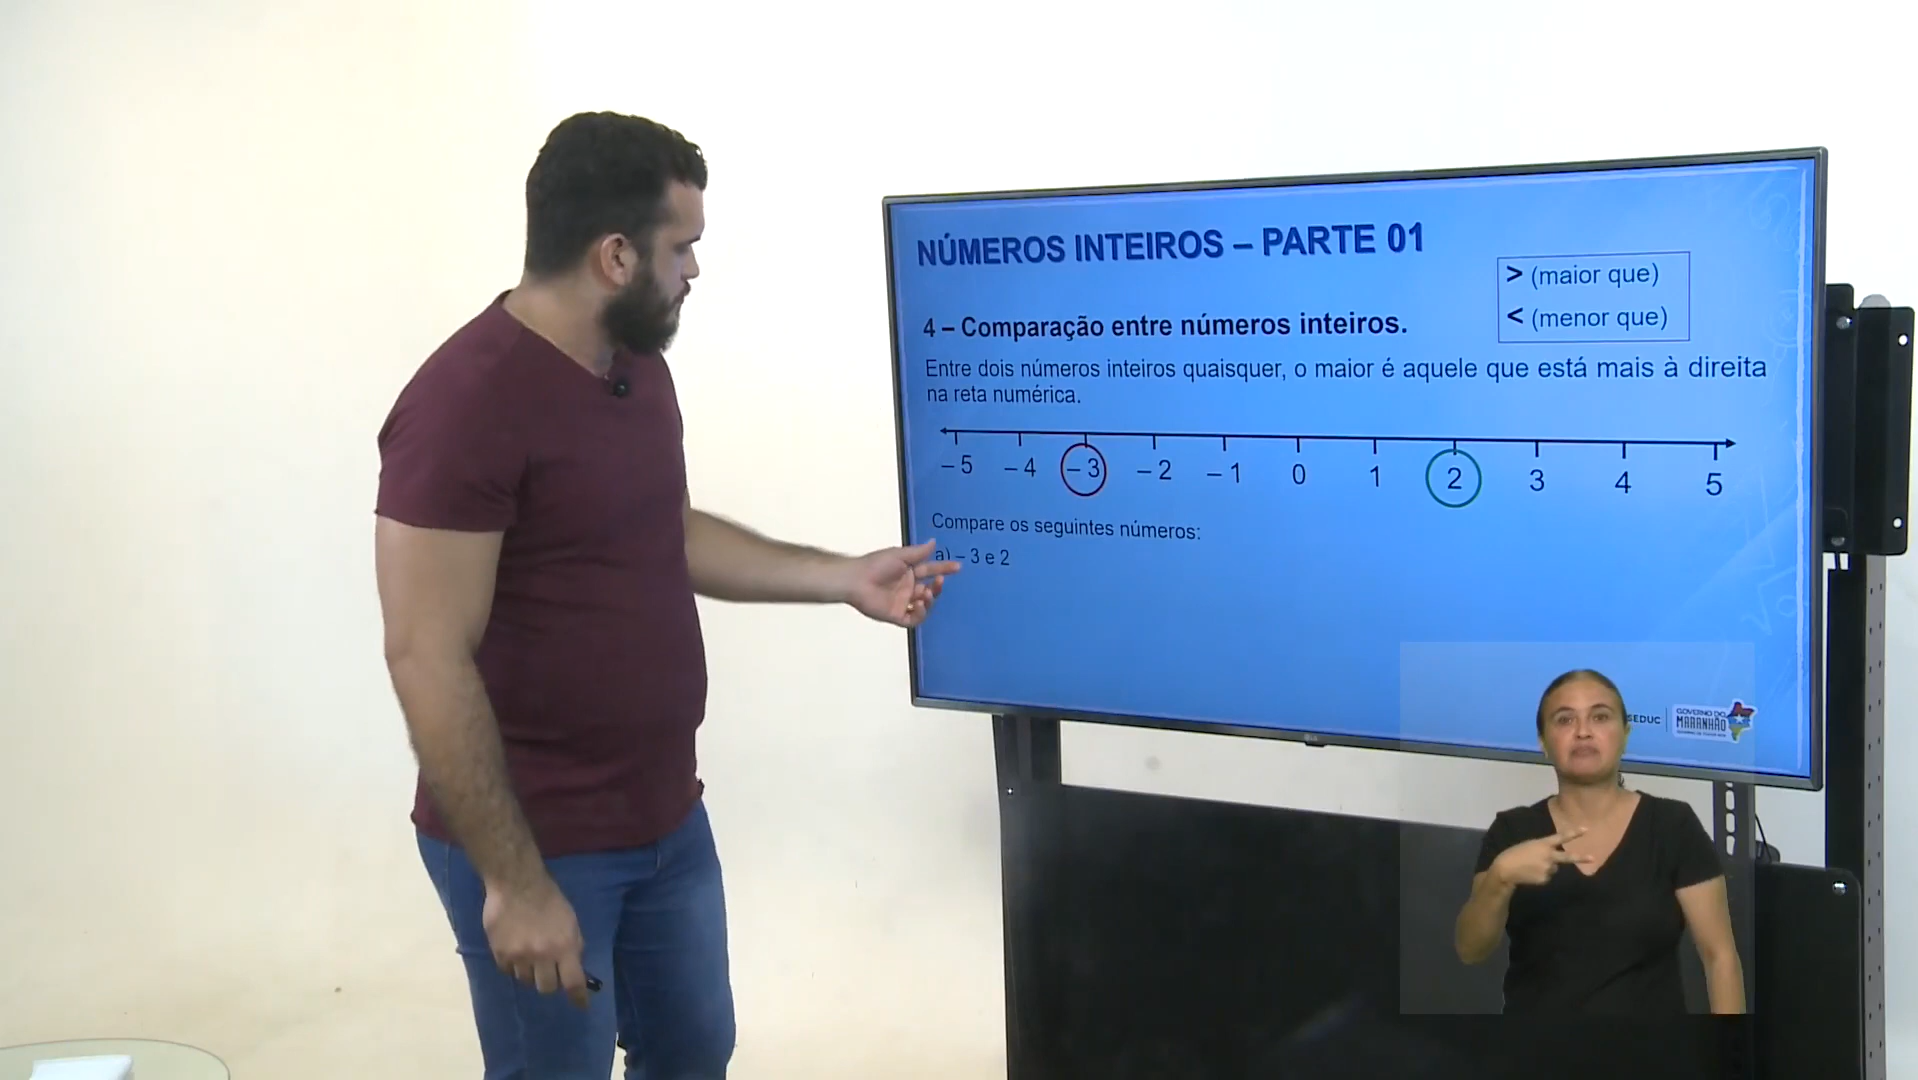 NÚMEROS INTEIROS – PARTE 01
> (maior que)
< (menor que)
4 – Comparação entre números inteiros.
Entre dois números inteiros quaisquer, o maior é aquele que está mais à direita
na reta numérica.
– 5 – 4 – 3 – 2 – 1 0 1 2 3 4 5
Compare os seguintes números:
a) – 3 e 2
SEDUC
GOVERNO DO
MARANHÃO